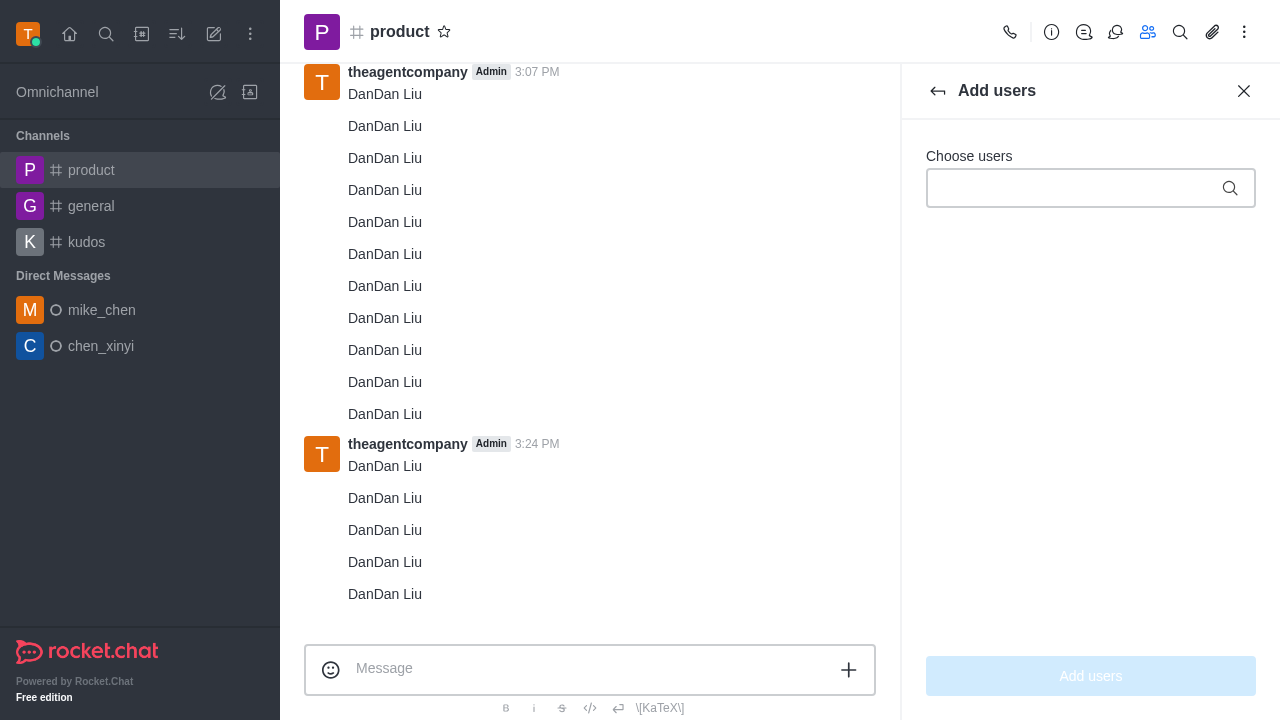 T
Omnichannel
Channels
P product
G general
K kudos
Direct Messages
M mike_chen
C chen_xinyi
rocket.chat
Powered by Rocket.Chat
Free edition
P product
T theagentcompany Admin 3:07 PM
DanDan Liu
DanDan Liu
DanDan Liu
DanDan Liu
DanDan Liu
DanDan Liu
DanDan Liu
DanDan Liu
DanDan Liu
DanDan Liu
DanDan Liu
T theagentcompany Admin 3:24 PM
DanDan Liu
DanDan Liu
DanDan Liu
DanDan Liu
DanDan Liu
Message
B i S \[KaTeX\]
Add users
Choose users
Add users